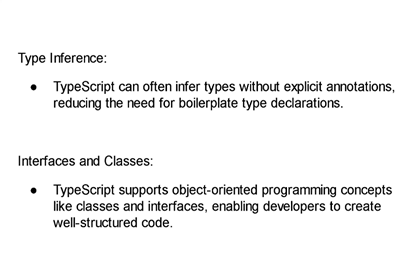 Type Inference:
● TypeScript can often infer types without explicit annotations,
reducing the need for boilerplate type declarations.
Interfaces and Classes:
● TypeScript supports object-oriented programming concepts
like classes and interfaces, enabling developers to create
well-structured code.